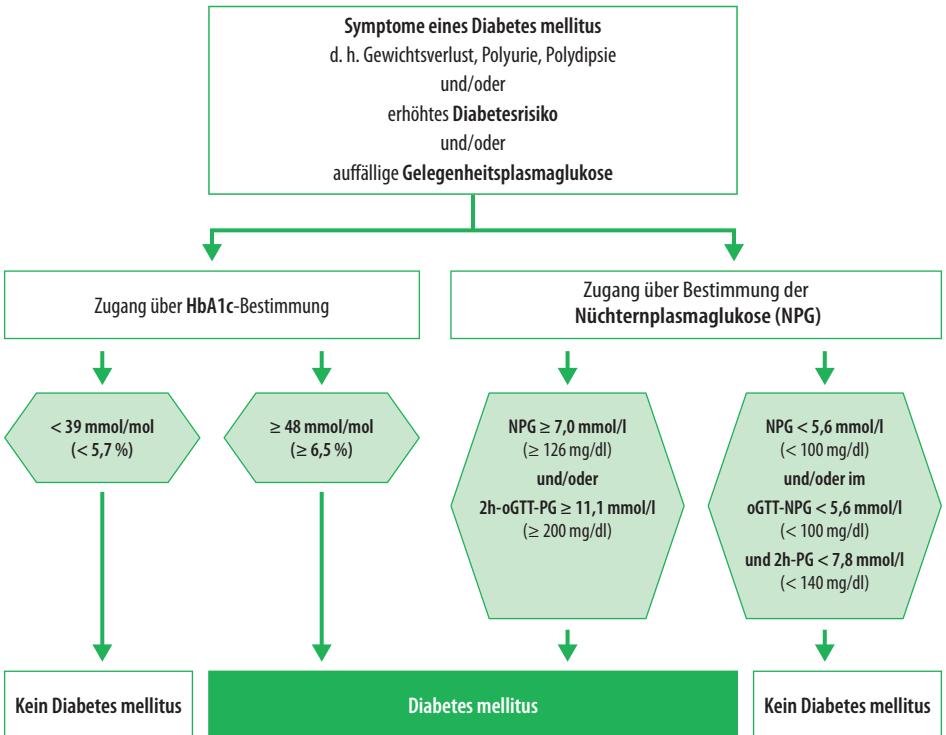 Symptome eines Diabetes mellitus
d. h. Gewichtsverlust, Polyurie, Polydipsie
und/oder
erhöhtes Diabetesrisiko
und/oder
auffällige Gelegenheitsplasmaglukose
Zugang über HbA1c-Bestimmung
Zugang über Bestimmung der
Nüchternplasmaglukose (NPG)
< 39 mmol/mol
(< 5,7 %)
≥ 48 mmol/mol
(≥ 6,5 %)
NPG ≥ 7,0 mmol/l
(≥ 126 mg/dl)
und/oder
2h-oGTT-PG ≥ 11,1 mmol/l
(≥ 200 mg/dl)
NPG < 5,6 mmol/l
(< 100 mg/dl)
und/oder im
oGTT-NPG < 5,6 mmol/l
(< 100 mg/dl)
und 2h-PG < 7,8 mmol/l
(< 140 mg/dl)
Kein Diabetes mellitus
Diabetes mellitus
Kein Diabetes mellitus